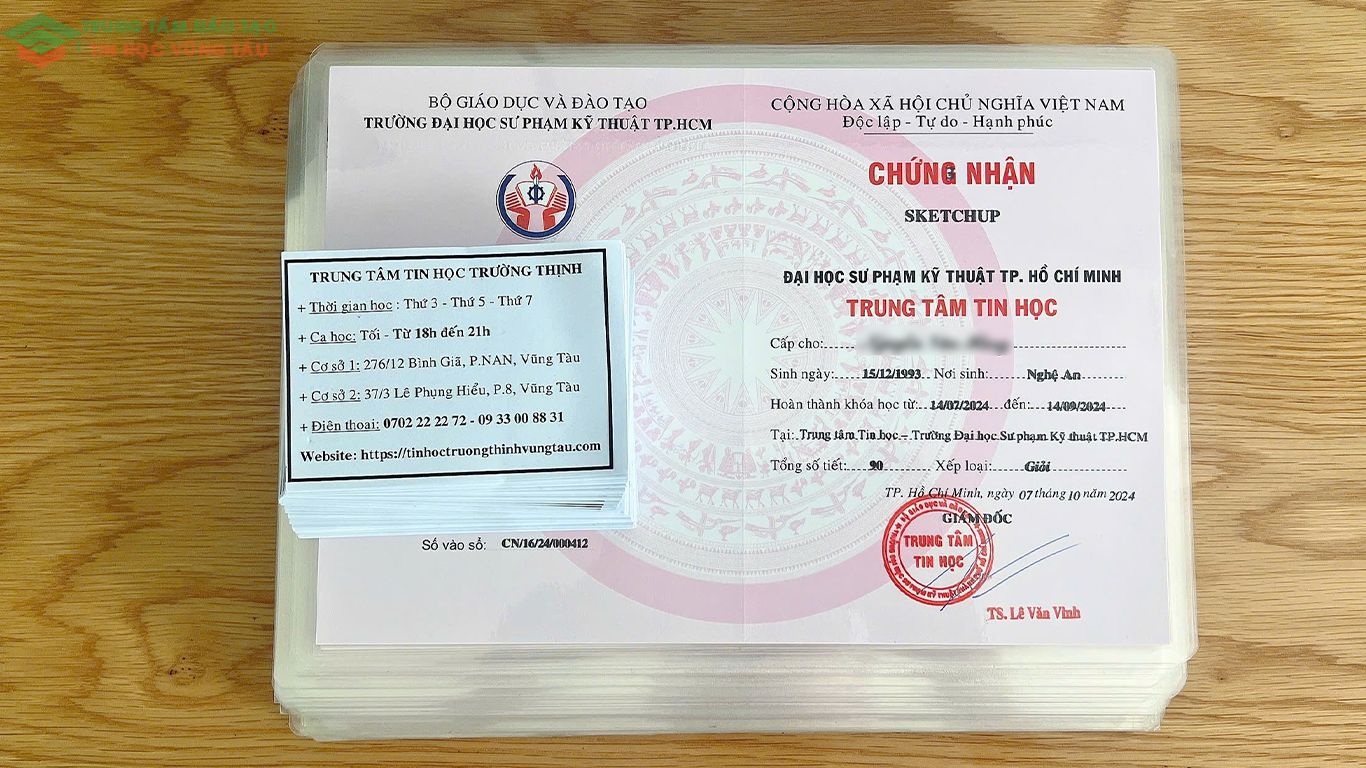 TRUNG TÂM ĐÀO TẠO
TIN HỌC VŨNG TÀU
BỘ GIÁO DỤC VÀ ĐÀO TẠO
TRƯỜNG ĐẠI HỌC SƯ PHẠM KỸ THUẬT TP.HCM
CỘNG HÒA XÃ HỘI CHỦ NGHĨA VIỆT NAM
Độc lập - Tự do - Hạnh phúc
CHỨNG NHẬN
SKETCHUP
ĐẠI HỌC SƯ PHẠM KỸ THUẬT TP. HỒ CHÍ MINH
TRUNG TÂM TIN HỌC
Cấp cho:
Sinh ngày: 15/12/1993 Nơi sinh: Nghệ An
Hoàn thành khóa học từ: 14/07/2024 đến: 14/09/2024
Tại: Trung tâm Tin học – Trường Đại học Sư phạm Kỹ thuật TP.HCM
Tổng số tiết: 90 Xếp loại: Giỏi
TP. Hồ Chí Minh, ngày 07 tháng 10 năm 2024
GIÁM ĐỐC
TRUNG TÂM
TIN HỌC
TS. Lê Văn Vinh
TRUNG TÂM TIN HỌC TRƯỜNG THỊNH
+ Thời gian học : Thứ 3 - Thứ 5 - Thứ 7
+ Ca học: Tối - Từ 18h đến 21h
+ Cơ sở 1: 276/12 Bình Giã, P.NAN, Vũng Tàu
+ Cơ sở 2: 37/3 Lê Phụng Hiểu, P.8, Vũng Tàu
+ Điện thoại: 0702 22 22 72 - 09 33 00 88 31
Website: https://tinhoctruongthinhvungtau.com
Số vào sổ: CN/16/24/000412